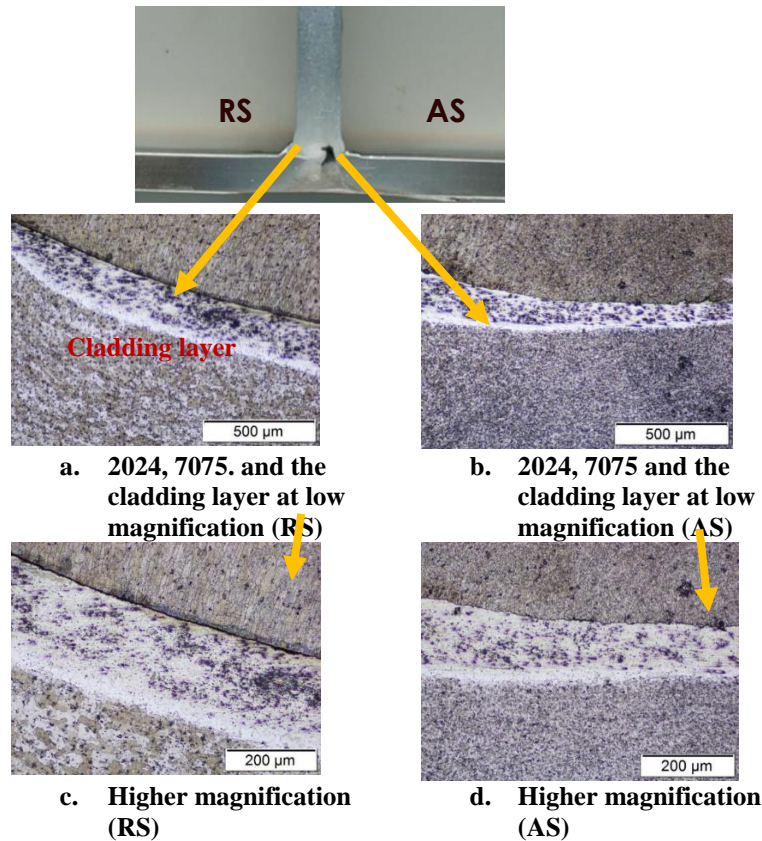 RS AS
Cladding layer
500 µm
500 µm
a. 2024, 7075. and the
cladding layer at low
magnification (RS)
b. 2024, 7075 and the
cladding layer at low
magnification (AS)
200 µm
200 µm
c. Higher magnification
(RS)
d. Higher magnification
(AS)